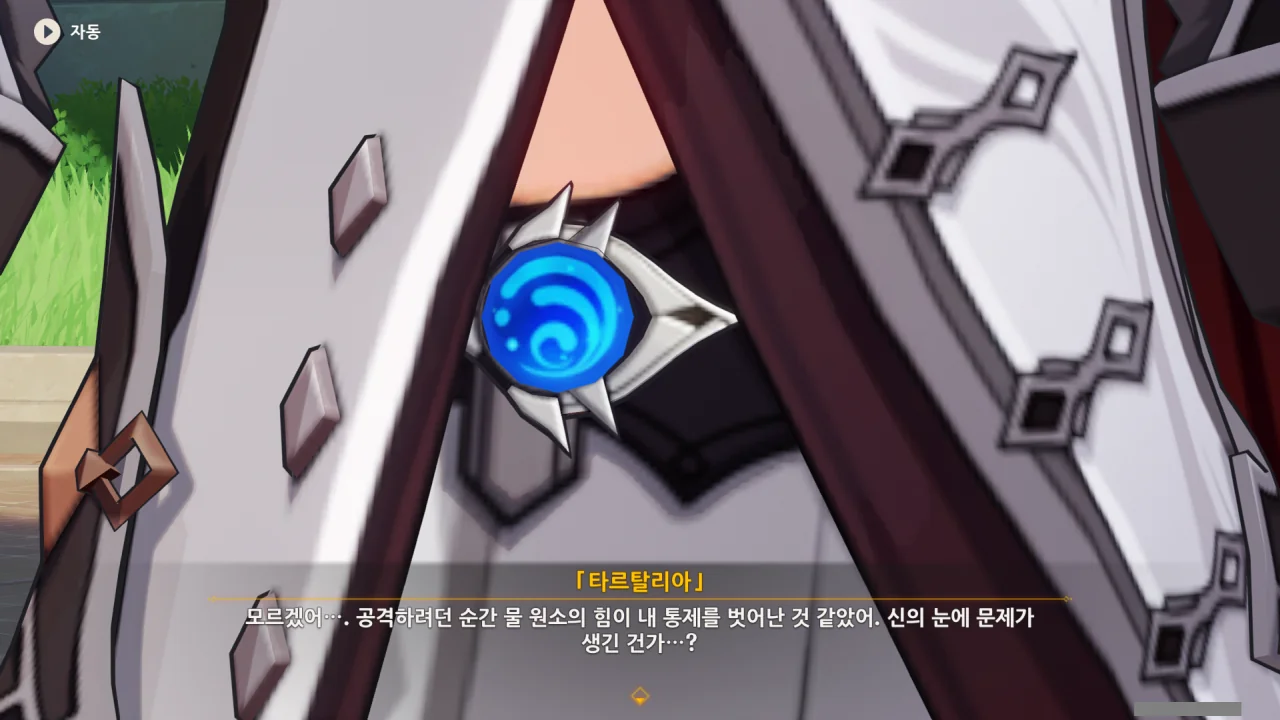 자동
「타르탈리아」
모르겠어…. 공격하려던 순간 물 원소의 힘이 내 통제를 벗어난 것 같았어. 신의 눈에 문제가
생긴 건가…?